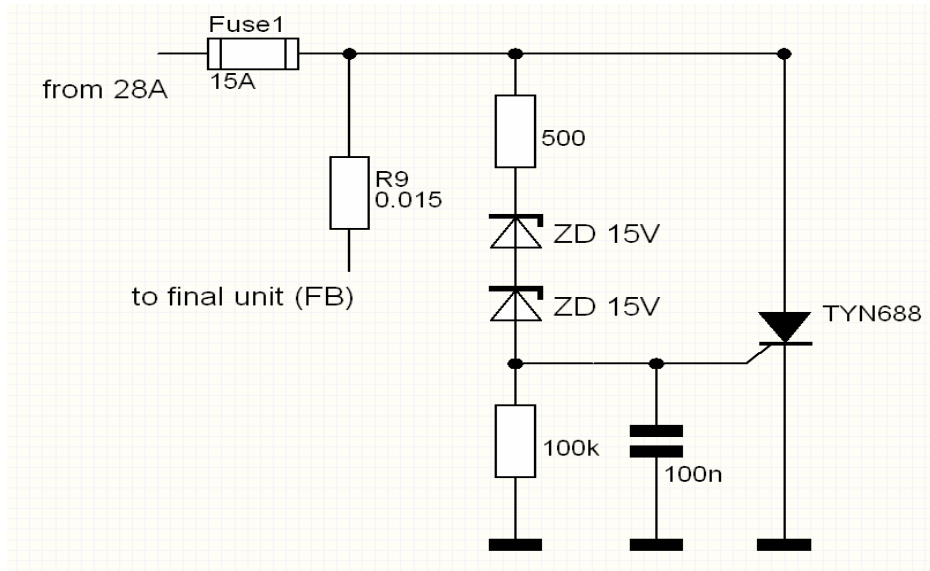 Fuse1
15A
from 28A
500
R9
0.015
ZD 15V
to final unit (FB)
ZD 15V
TYN688
100k
100n